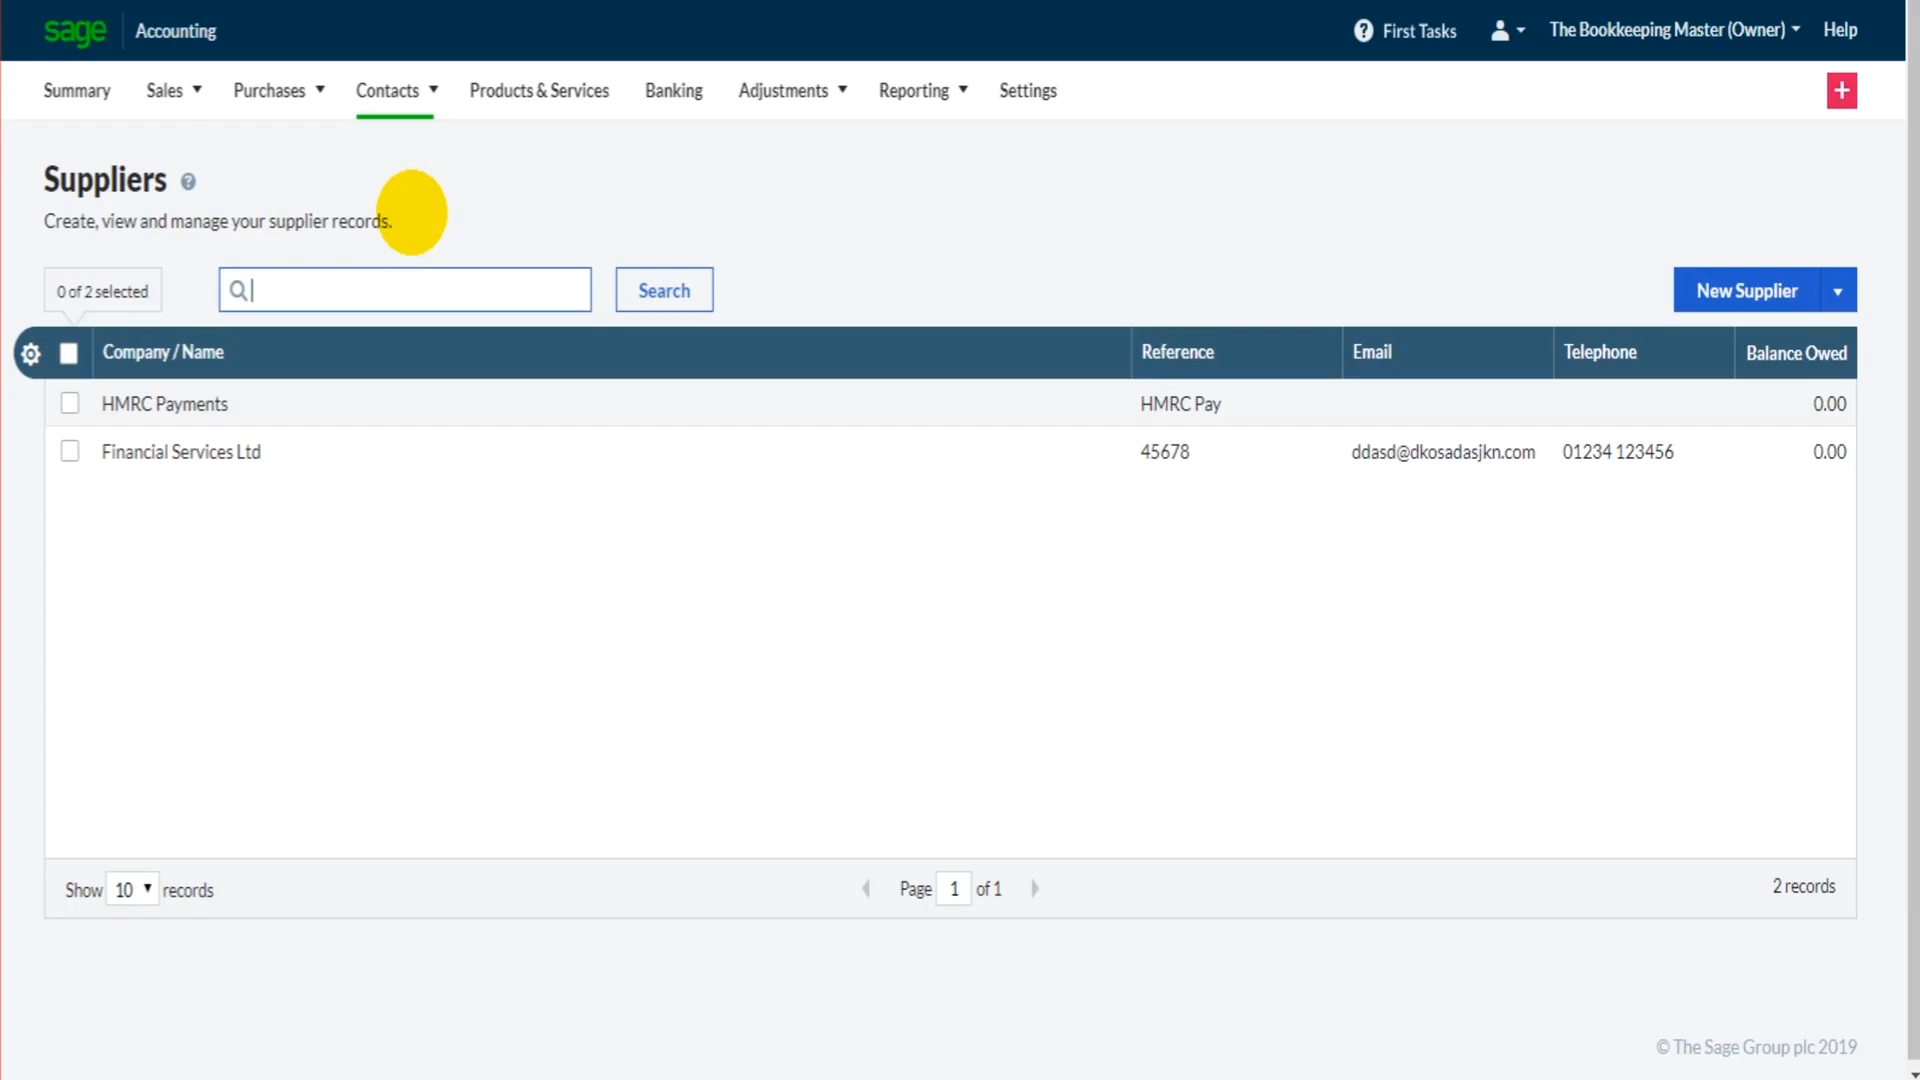 sage Accounting First Tasks The Bookkeeping Master (Owner) Help
Summary Sales Purchases Contacts Products & Services Banking Adjustments Reporting Settings
Suppliers
Create, view and manage your supplier records.
0 of 2 selected Search New Supplier
Company / Name Reference Email Telephone Balance Owed
HMRC Payments HMRC Pay 0.00
Financial Services Ltd 45678 ddasd@dkosadasjkn.com 01234 123456 0.00
Show 10 records Page 1 of 1 2 records
© The Sage Group plc 2019